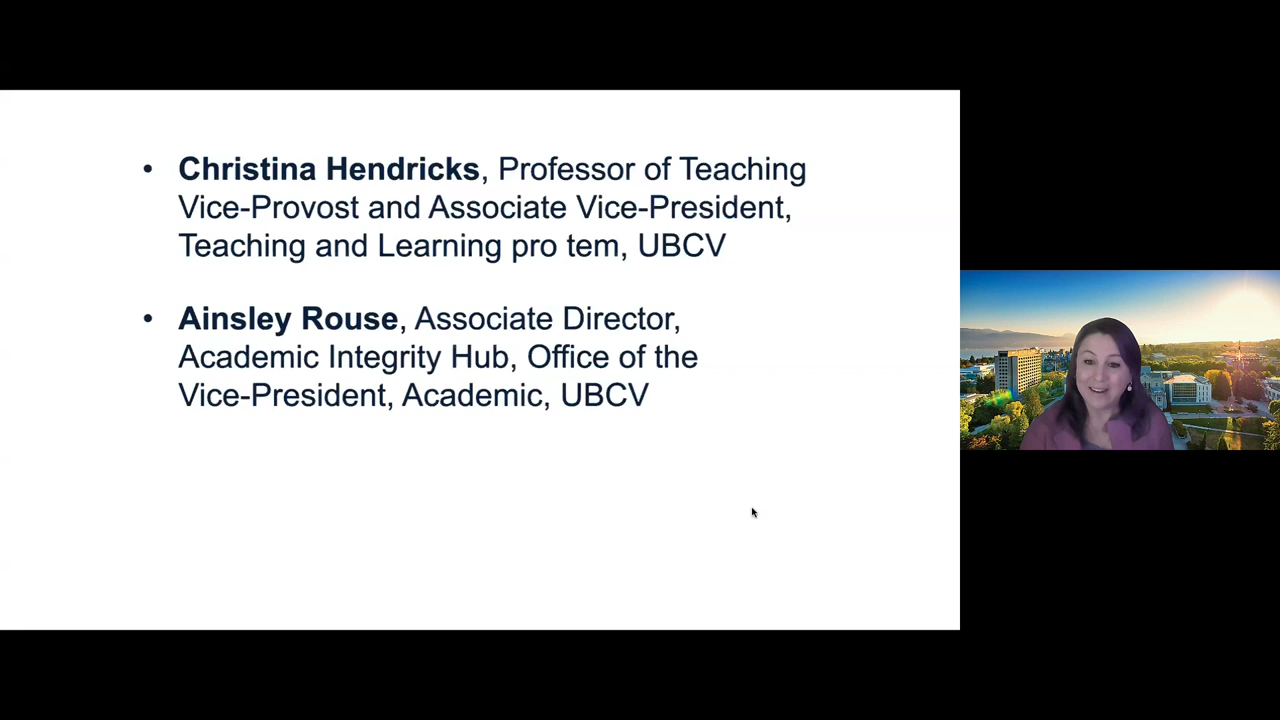 • Christina Hendricks, Professor of Teaching
Vice-Provost and Associate Vice-President,
Teaching and Learning pro tem, UBCV
• Ainsley Rouse, Associate Director,
Academic Integrity Hub, Office of the
Vice-President, Academic, UBCV